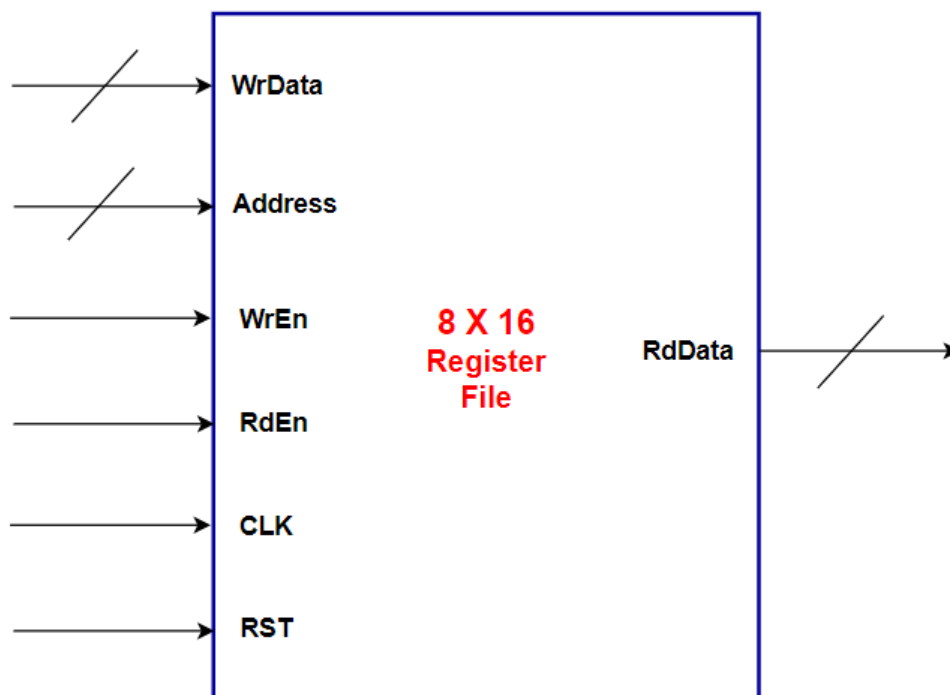 WrData
Address
WrEn
RdEn
CLK
RST
8 X 16
Register
File
RdData